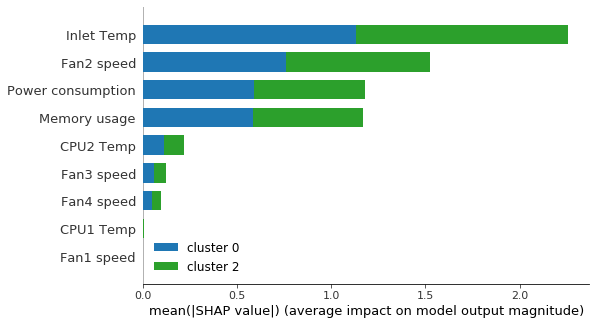 Inlet Temp
Fan2 speed
Power consumption
Memory usage
CPU2 Temp
Fan3 speed
Fan4 speed
CPU1 Temp
Fan1 speed
cluster 0
cluster 2
0.0 0.5 1.0 1.5 2.0
mean(|SHAP value|) (average impact on model output magnitude)